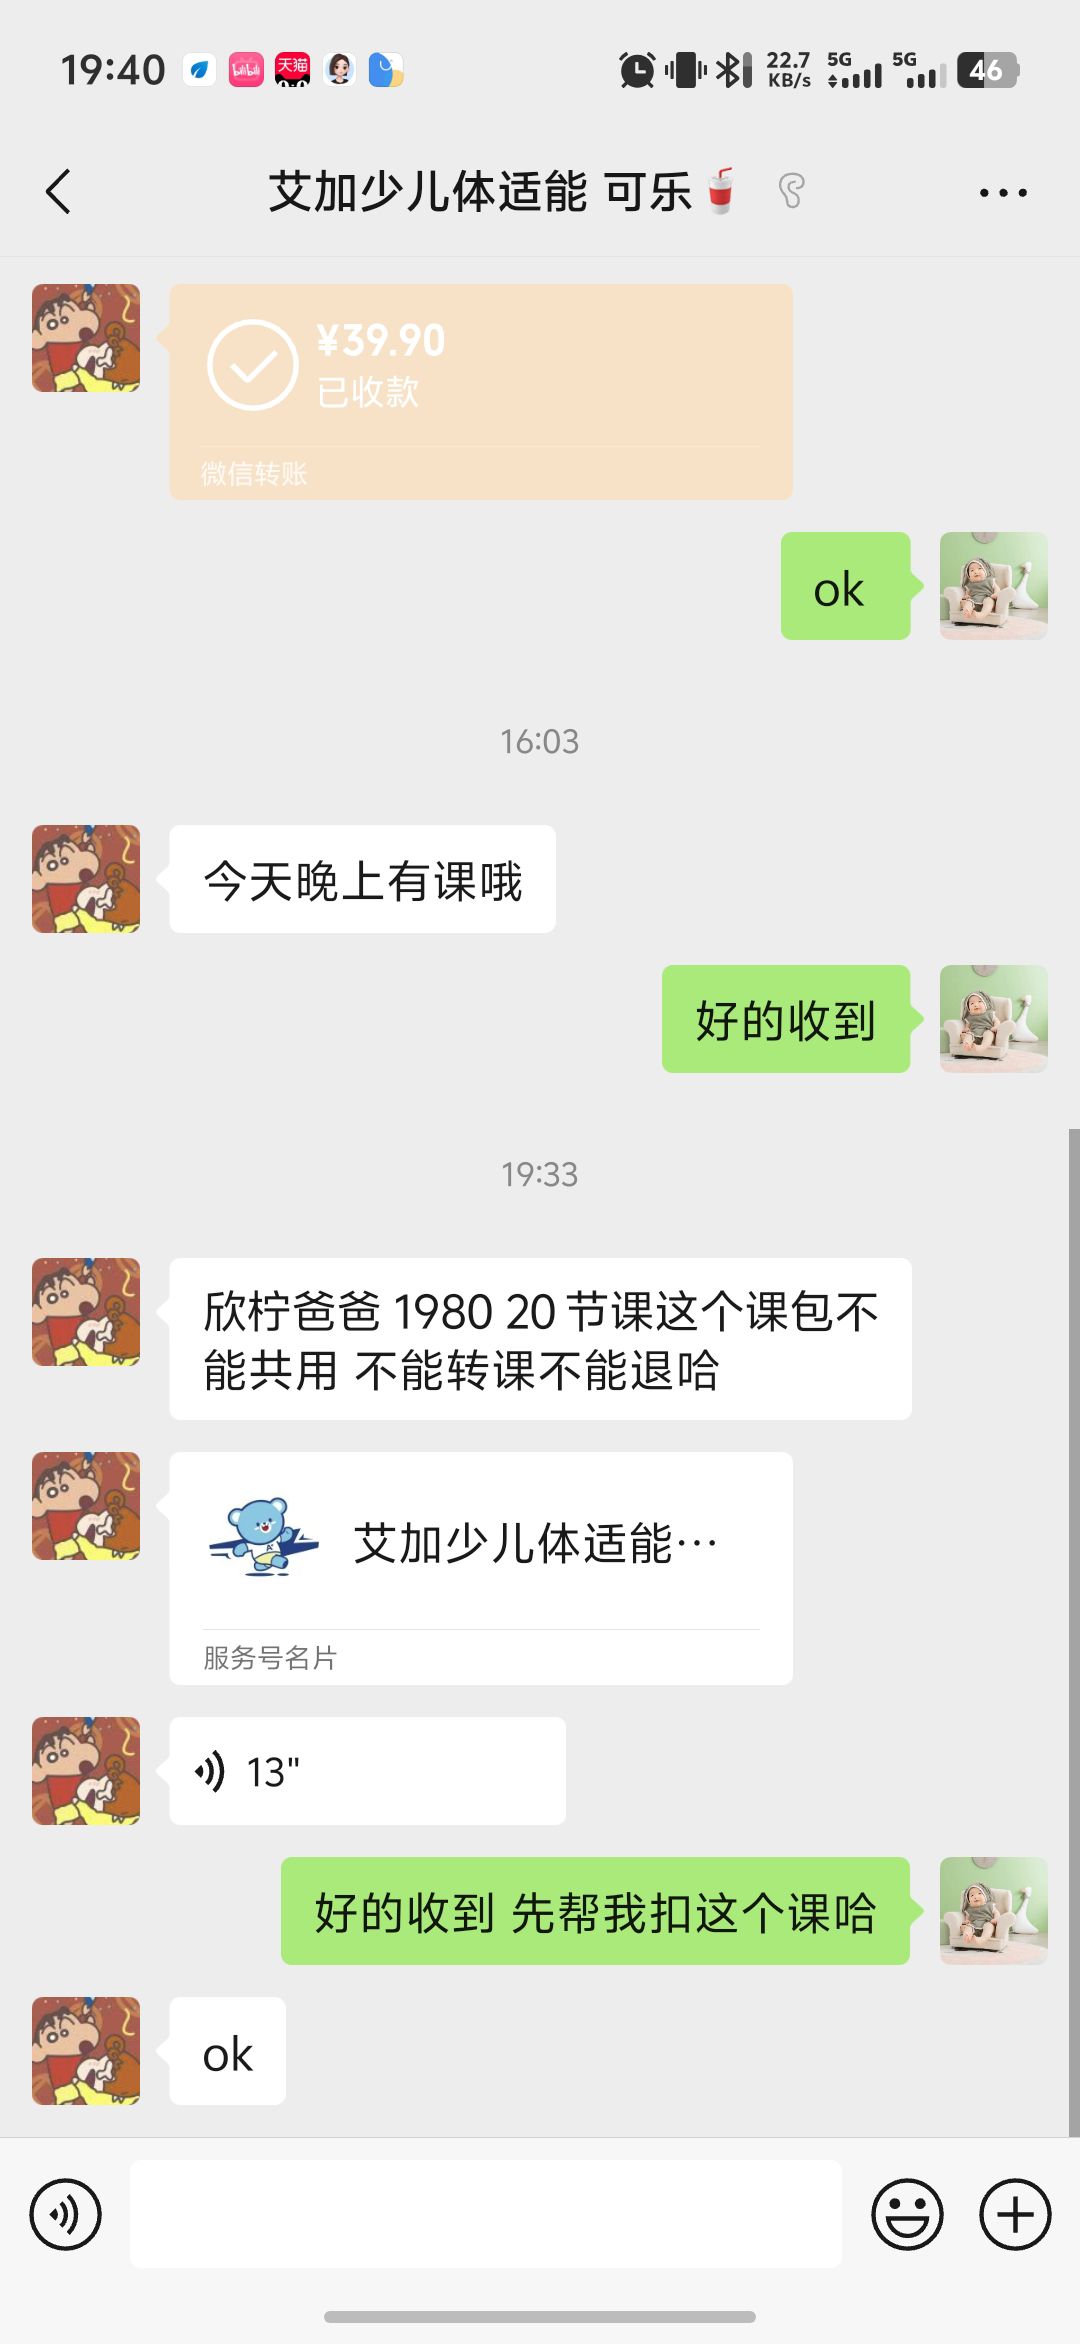 19:40
bilibili
天猫
22.7
KB/s
5G
5G
46
艾加少儿体适能 可乐
¥39.90
已收款
微信转账
ok
16:03
今天晚上有课哦
好的收到
19:33
欣柠爸爸 1980 20 节课这个课包不
能共用 不能转课不能退哈
艾加少儿体适能…
服务号名片
13"
好的收到 先帮我扣这个课哈
ok